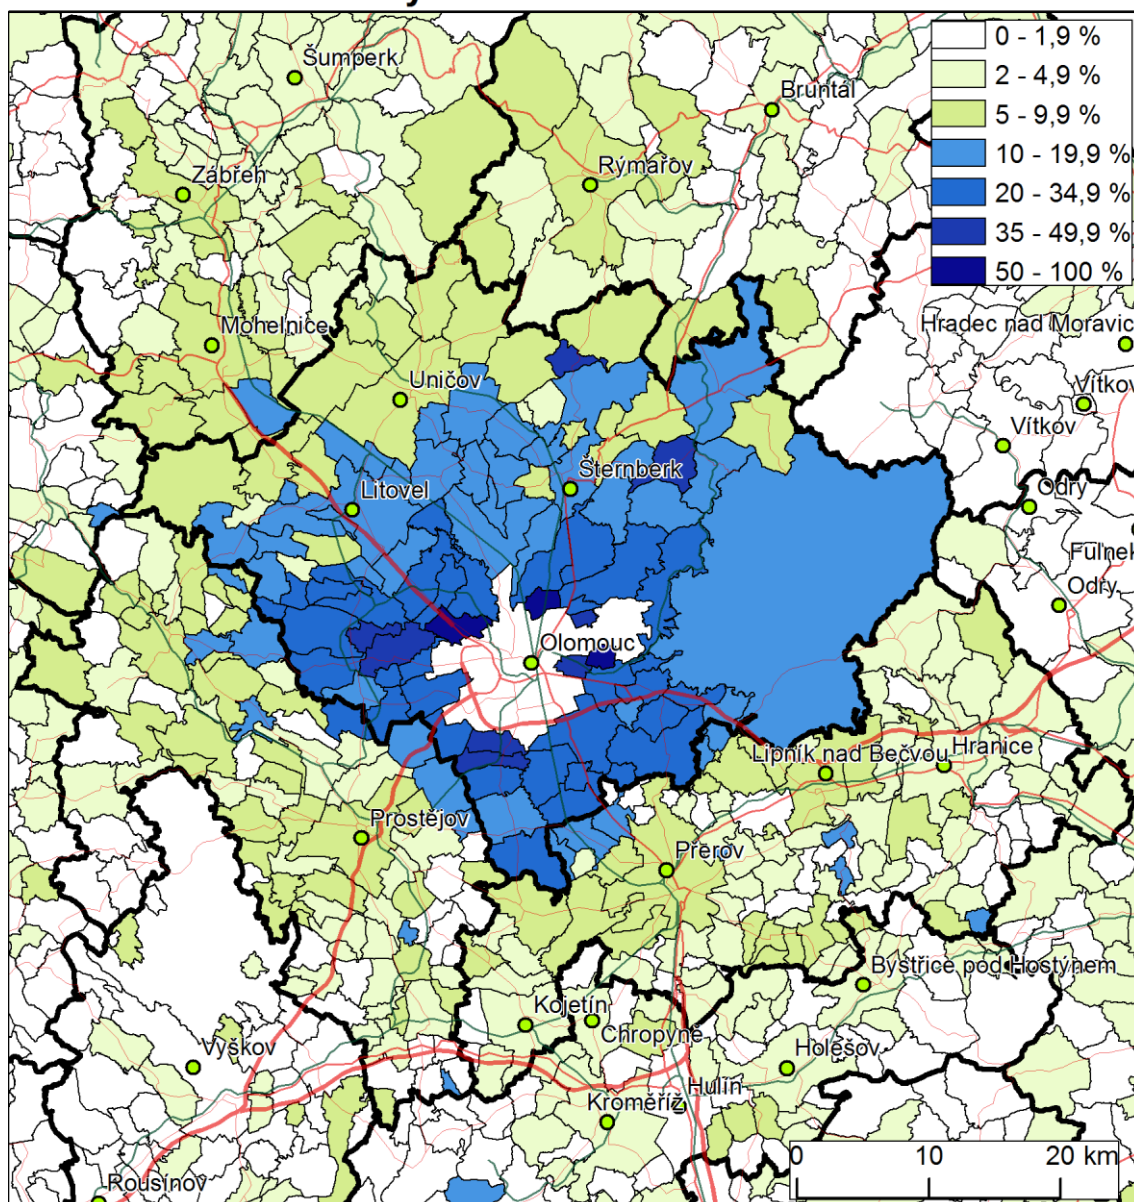 0 - 1,9 %
2 - 4,9 %
5 - 9,9 %
10 - 19,9 %
20 - 34,9 %
35 - 49,9 %
50 - 100 %
Šumperk
Bruntál
Zábřeh
Rýmařov
Mohelnice
Hradec nad Moravic
Uničov
Vítkov
Vítkov
Šternberk
Litovel
Odry
Fulnek
Odry
Olomouc
Lipník nad Bečvou
Hranice
Prostějov
Přerov
Bystřice pod Hostýnem
Kojetín
Chropyně
Vyškov
Holešov
Hulín
Kroměříž
Rousínov
0 10 20 km